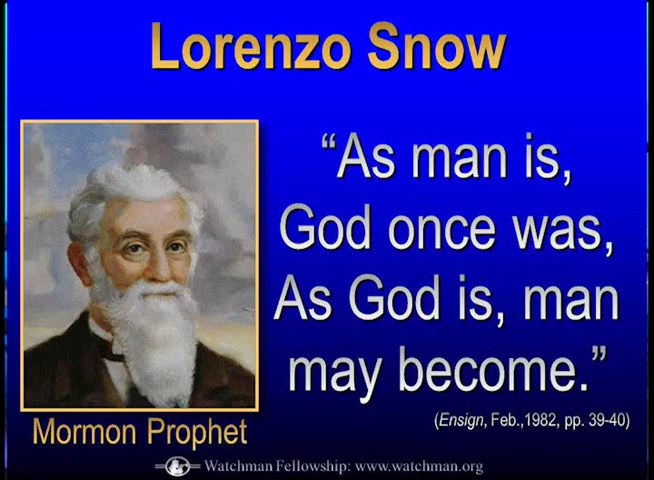 Lorenzo Snow
“As man is,
God once was,
As God is, man
may become.”
(Ensign, Feb.,1982, pp. 39-40)
Mormon Prophet
Watchman Fellowship: www.watchman.org